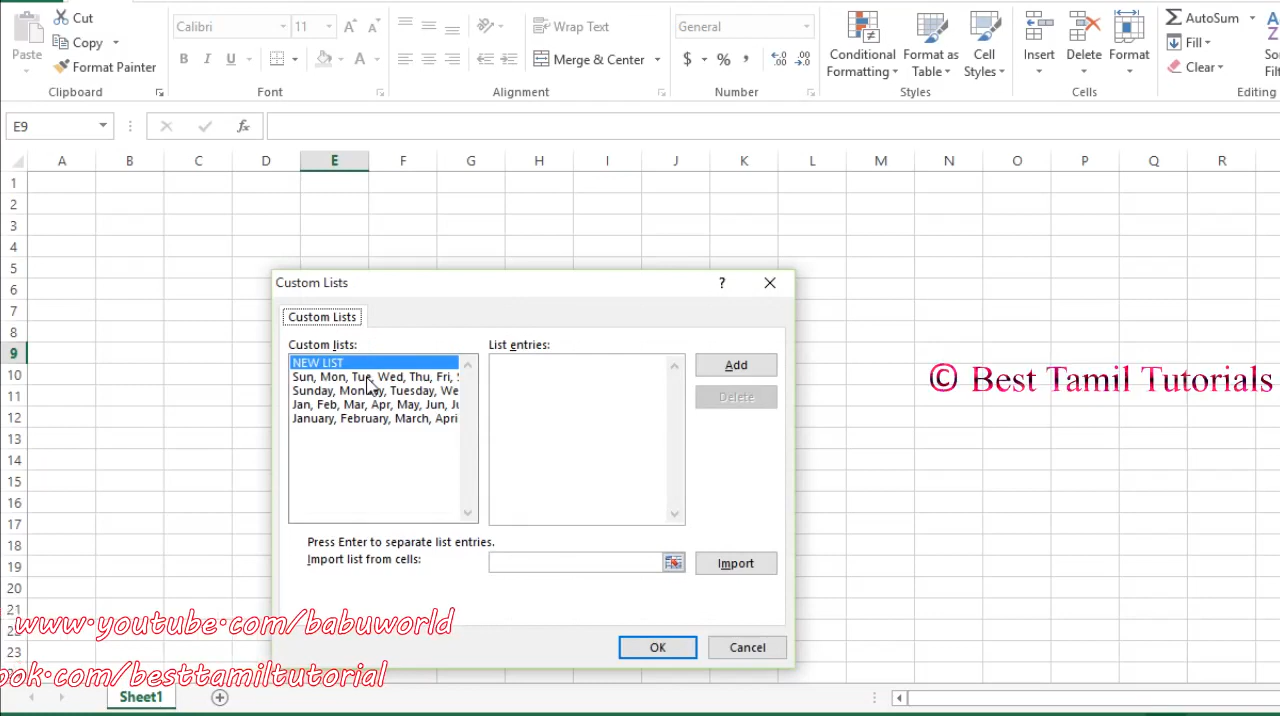 Cut
Copy
Format Painter
Paste
Clipboard
Calibri
11
B I U
A
Font
Wrap Text
Merge & Center
Alignment
General
$ % ,
Number
Conditional Formatting
Format as Table
Cell Styles
Styles
Insert
Delete
Format
Cells
AutoSum
Fill
Clear
Editing
E9
fx
A B C D E F G H I J K L M N O P Q R
1
2
3
4
5
6
7
8
9
10
11
12
13
14
15
16
17
18
19
20
21
23
Custom Lists
?
Custom Lists
Custom lists:
List entries:
NEW LIST
Sun, Mon, Tue, Wed, Thu, Fri,
Sunday, Monday, Tuesday, We
Jan, Feb, Mar, Apr, May, Jun, Ju
January, February, March, Apri
Add
Delete
Press Enter to separate list entries.
Import list from cells:
Import
OK
Cancel
© Best Tamil Tutorials
www.youtube.com/babuworld
ook.com/besttamiltutorial
Sheet1